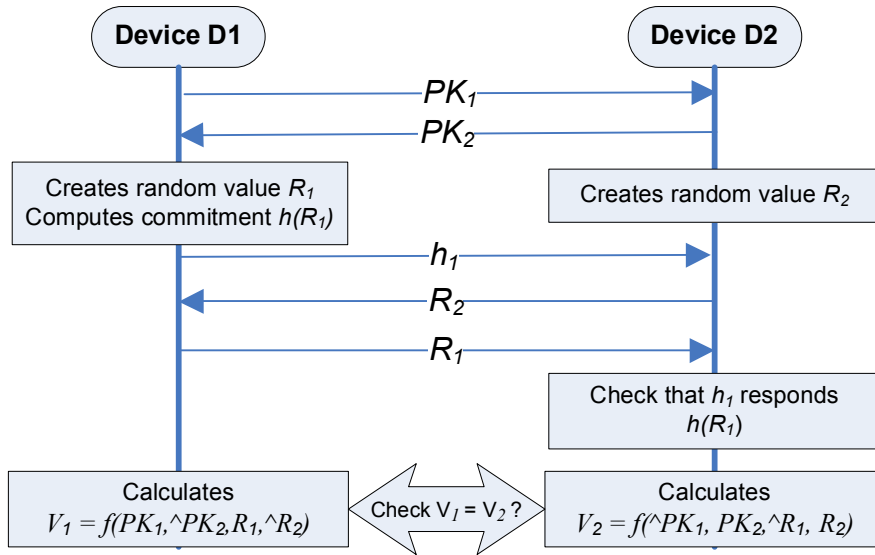 Device D1
Device D2
PK₁
PK₂
Creates random value R₁
Computes commitment h(R₁)
Creates random value R₂
h₁
R₂
R₁
Check that h₁ responds
h(R₁)
Calculates
V₁ = f(PK₁,^PK₂,R₁,^R₂)
Check V₁ = V₂ ?
Calculates
V₂ = f(^PK₁, PK₂,^R₁, R₂)